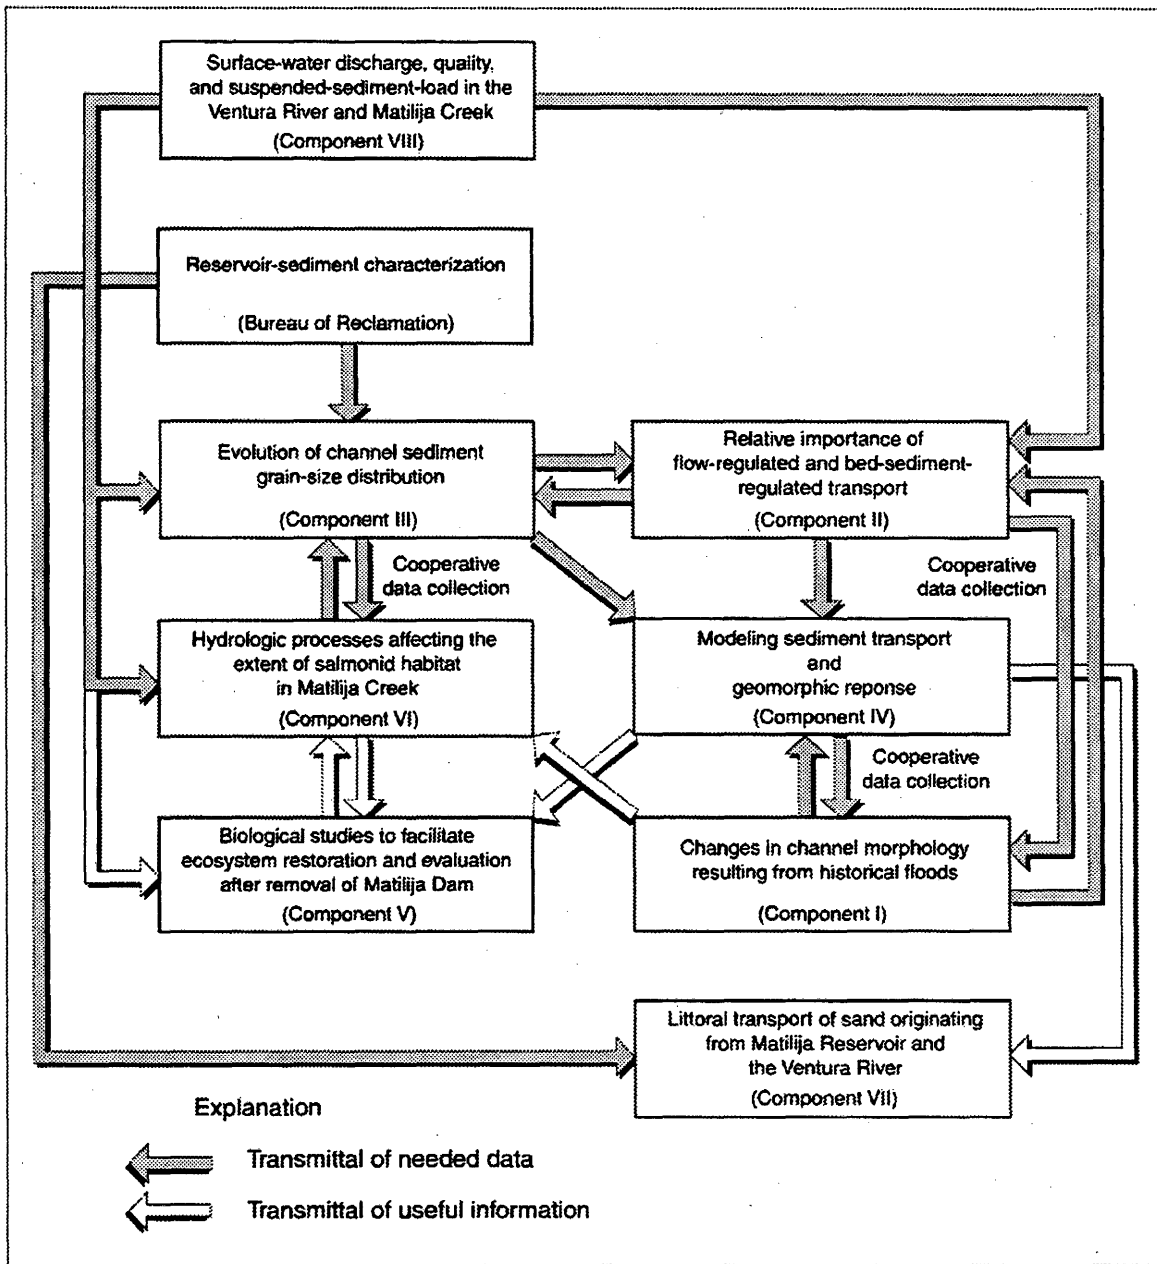 Surface-water discharge, quality,
and suspended-sediment-load in the
Ventura River and Matilija Creek
(Component VIII)
Reservoir-sediment characterization
(Bureau of Reclamation)
Evolution of channel sediment
grain-size distribution
(Component III)
Relative importance of
flow-regulated and bed-sediment-
regulated transport
(Component II)
Cooperative
data collection
Cooperative
data collection
Hydrologic processes affecting the
extent of salmonid habitat
in Matilija Creek
(Component VI)
Modeling sediment transport
and
geomorphic reponse
(Component IV)
Cooperative
data collection
Biological studies to facilitate
ecosystem restoration and evaluation
after removal of Matilija Dam
(Component V)
Changes in channel morphology
resulting from historical floods
(Component I)
Littoral transport of sand originating
from Matilija Reservoir and
the Ventura River
(Component VII)
Explanation
Transmittal of needed data
Transmittal of useful information